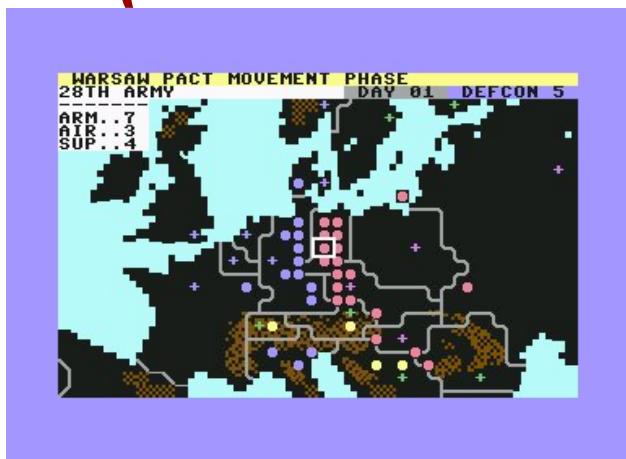 WARSAW PACT MOVEMENT PHASE
28TH ARMY DAY 01 DEFCON 5
-------
ARM..7
AIR..3
SUP..4